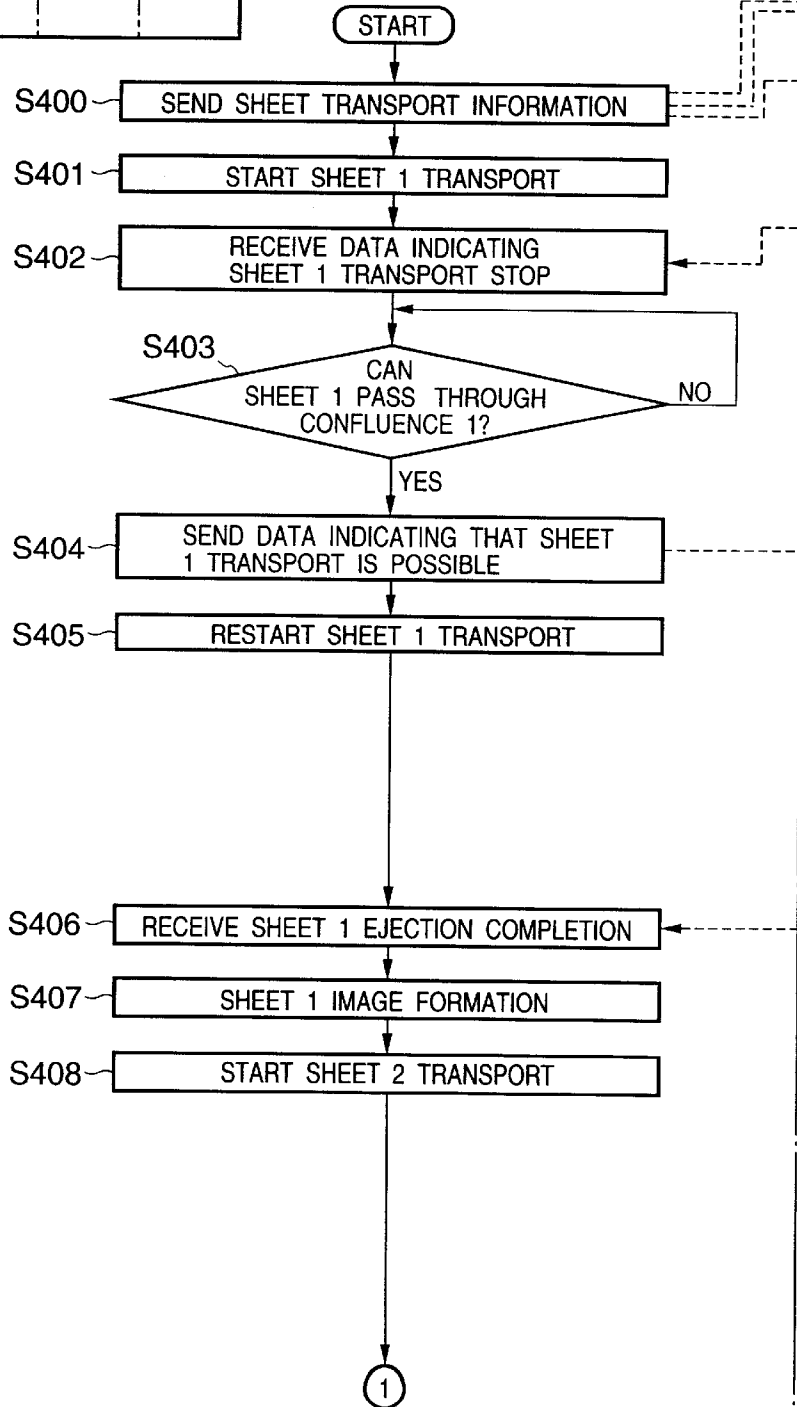 START
S400
SEND SHEET TRANSPORT INFORMATION
S401
START SHEET 1 TRANSPORT
S402
RECEIVE DATA INDICATING
SHEET 1 TRANSPORT STOP
S403
CAN
SHEET 1 PASS THROUGH
CONFLUENCE 1?
NO
YES
S404
SEND DATA INDICATING THAT SHEET
1 TRANSPORT IS POSSIBLE
S405
RESTART SHEET 1 TRANSPORT
S406
RECEIVE SHEET 1 EJECTION COMPLETION
S407
SHEET 1 IMAGE FORMATION
S408
START SHEET 2 TRANSPORT
1